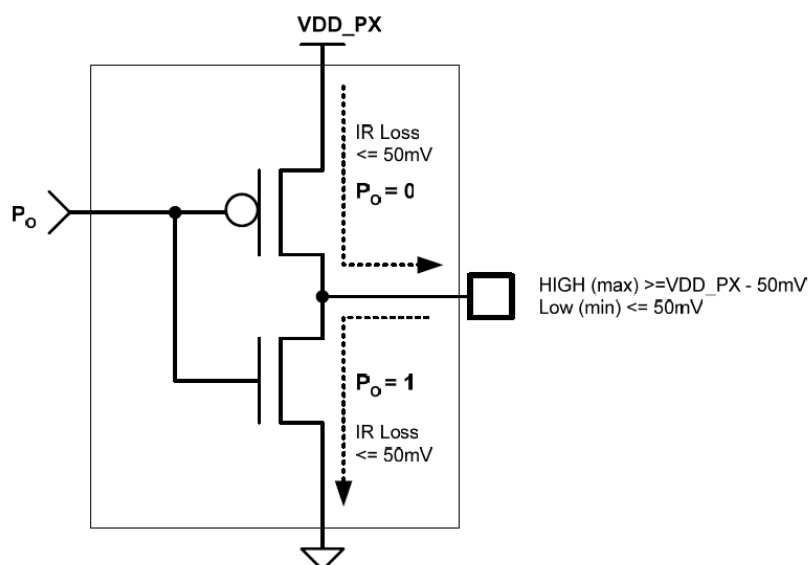 VDD_PX
IR Loss
<= 50mV
Po = 0
Po
HIGH (max) >=VDD_PX - 50mV
Low (min) <= 50mV
Po = 1
IR Loss
<= 50mV